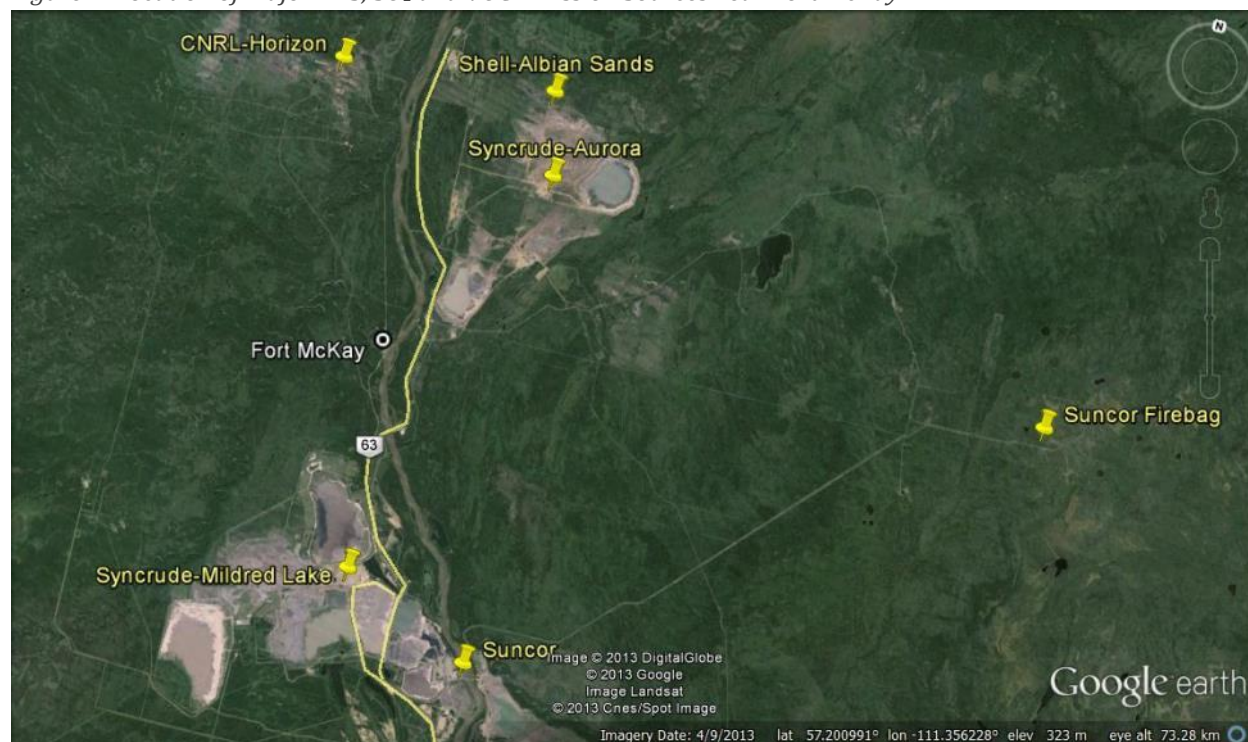 N
CNRL-Horizon
Shell-Albian Sands
Syncrude-Aurora
Fort McKay
63
Suncor Firebag
Syncrude-Mildred Lake
Suncor
Image © 2013 DigitalGlobe
© 2013 Google
Image Landsat
© 2013 Cnes/Spot Image
Google earth
Imagery Date: 4/9/2013 lat 57.200991° lon -111.356228° elev 323 m eye alt 73.28 km